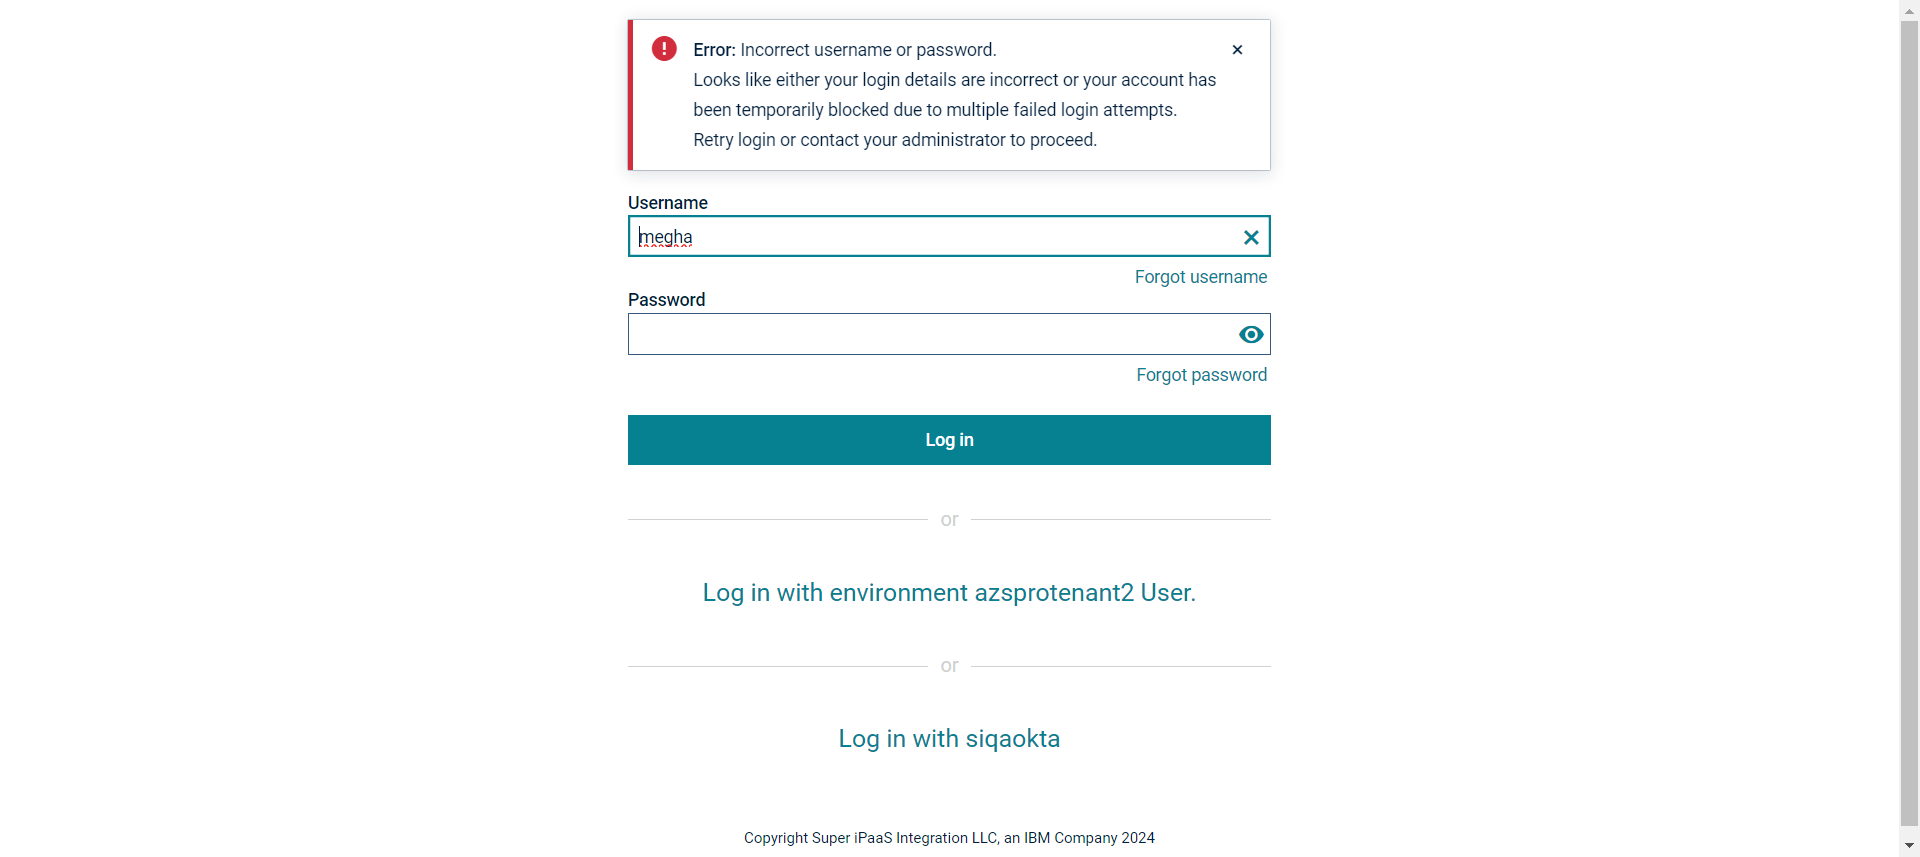 Error: Incorrect username or password.
Looks like either your login details are incorrect or your account has
been temporarily blocked due to multiple failed login attempts.
Retry login or contact your administrator to proceed.
Username
megha
Forgot username
Password
Forgot password
Log in
or
Log in with environment azsprotenant2 User.
or
Log in with siqaokta
Copyright Super iPaaS Integration LLC, an IBM Company 2024